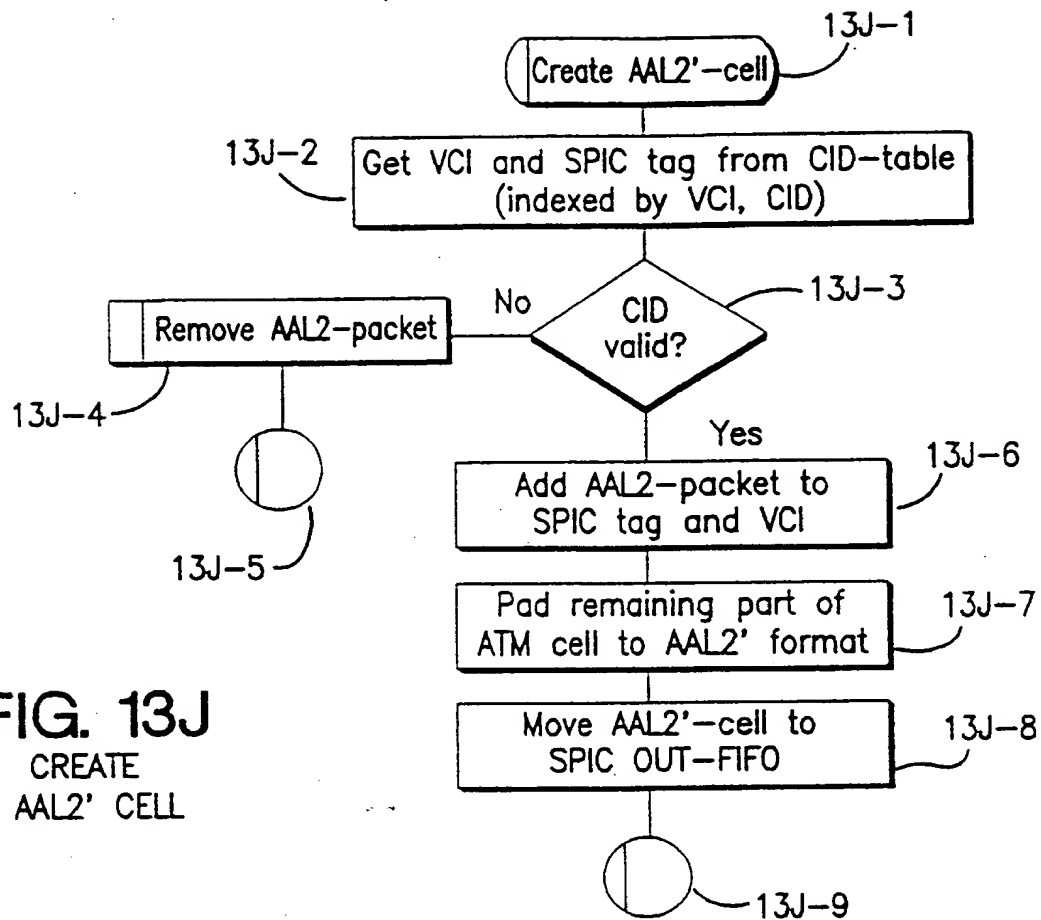 13J-1
Create AAL2'-cell
13J-2
Get VCI and SPIC tag from CID-table
(indexed by VCI, CID)
13J-3
No
CID
valid?
Remove AAL2-packet
13J-4
Yes
13J-5
13J-6
Add AAL2-packet to
SPIC tag and VCI
Pad remaining part of
ATM cell to AAL2' format
13J-7
Move AAL2'-cell to
SPIC OUT-FIFO
13J-8
13J-9
FIG. 13J
CREATE
AAL2' CELL